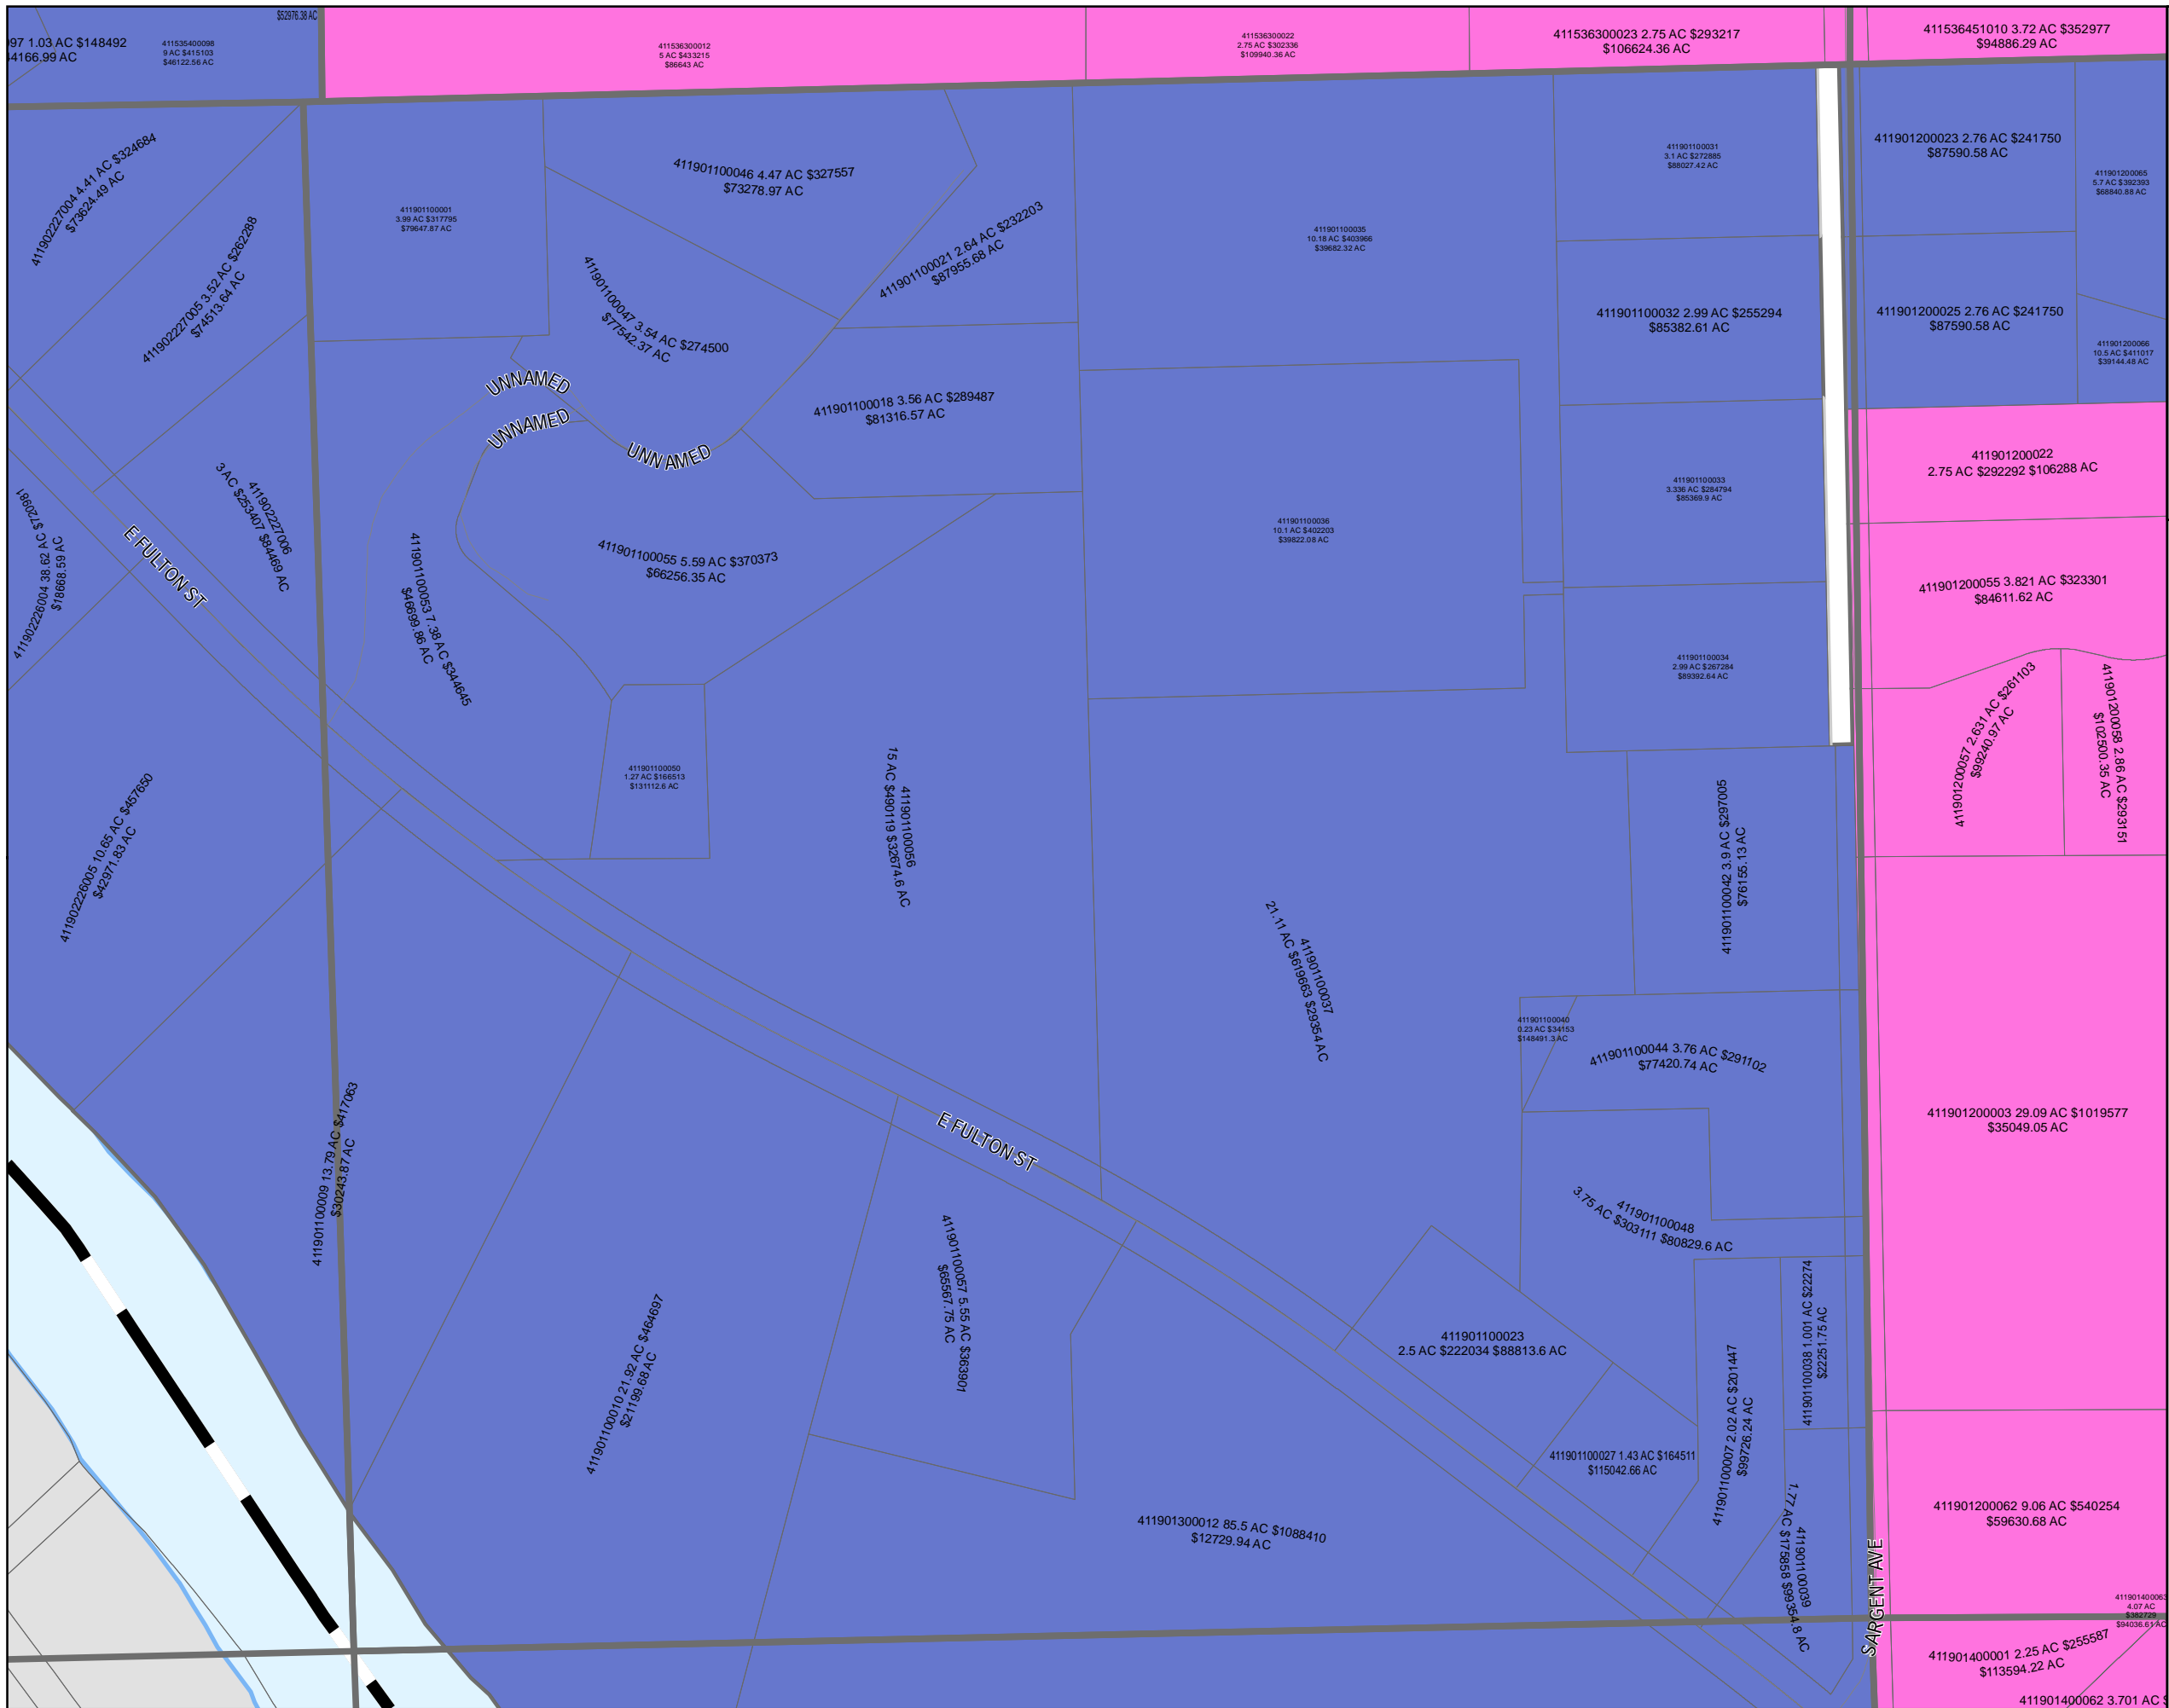 $52976.38 AC
97 1.03 AC $148492
4166.99 AC
411535400098
9 AC $415103
$46122.56 AC
411536300012
5 AC $433215
$86643 AC
411536300022
2.75 AC $302336
$109940.36 AC
411536300023 2.75 AC $293217
$106624.36 AC
411536451010 3.72 AC $352977
$94886.29 AC
411902227004 4.41 AC $324684
$73624.49 AC
411902227005 3.52 AC $262288
$74513.64 AC
411901100001
3.99 AC $317795
$79647.87 AC
411901100046 4.47 AC $327557
$73278.97 AC
411901100047 3.54 AC $274500
$77542.37 AC
411901100021 2.64 AC $232203
$87955.68 AC
411901100035
10.18 AC $403966
$39682.32 AC
411901100031
3.1 AC $272885
$88027.42 AC
411901200023 2.76 AC $241750
$87590.58 AC
411901200065
5.7 AC $392393
$68840.88 AC
411901100032 2.99 AC $255294
$85382.61 AC
411901200025 2.76 AC $241750
$87590.58 AC
411901200066
10.5 AC $411017
$39144.48 AC
UNNAMED
UNNAMED
UNNAMED
411901100018 3.56 AC $289487
$81316.57 AC
411902227006
3 AC $253407 $84469 AC
411902226004 38.62 AC $720981
$18668.59 AC
E FULTON ST
411901100053 7.38 AC $344645
$46699.86 AC
411901100055 5.59 AC $370373
$66256.35 AC
411901100036
10.1 AC $402203
$39822.08 AC
411901100033
3.336 AC $284794
$85369.9 AC
411901200022
2.75 AC $292292 $106288 AC
411901200055 3.821 AC $323301
$84611.62 AC
411901100034
2.99 AC $267284
$89392.64 AC
411901200057 2.631 AC $261103
$99240.97 AC
411901200058 2.86 AC $293151
$102500.35 AC
411901100050
1.27 AC $166513
$131112.6 AC
411901100056
15 AC $490119 $32674.6 AC
411902226005 10.65 AC $457650
$42971.83 AC
411901100042 3.9 AC $297005
$76155.13 AC
411901100037
21.11 AC $619663 $29354 AC
411901100040
0.23 AC $34153
$148491.3 AC
411901100044 3.76 AC $291102
$77420.74 AC
411901200003 29.09 AC $1019577
$35049.05 AC
411901100009 13.79 AC $417063
$30243.87 AC
E FULTON ST
411901100048
3.75 AC $303111 $80829.6 AC
411901100057 5.55 AC $363901
$65567.75 AC
411901100010 21.92 AC $464697
$21199.68 AC
411901100023
2.5 AC $222034 $88813.6 AC
411901100038 1.001 AC $22274
$22251.75 AC
411901100007 2.02 AC $201447
$99726.24 AC
411901100027 1.43 AC $164511
$115042.66 AC
411901300012 85.5 AC $1088410
$12729.94 AC
411901100039
1.77 AC $175858 $99354.8 AC
411901200062 9.06 AC $540254
$59630.68 AC
SARGENT AVE
411901400063
4.07 AC
$382729
$94036.61 AC
411901400001 2.25 AC $255587
$113594.22 AC
411901400062 3.701 AC $